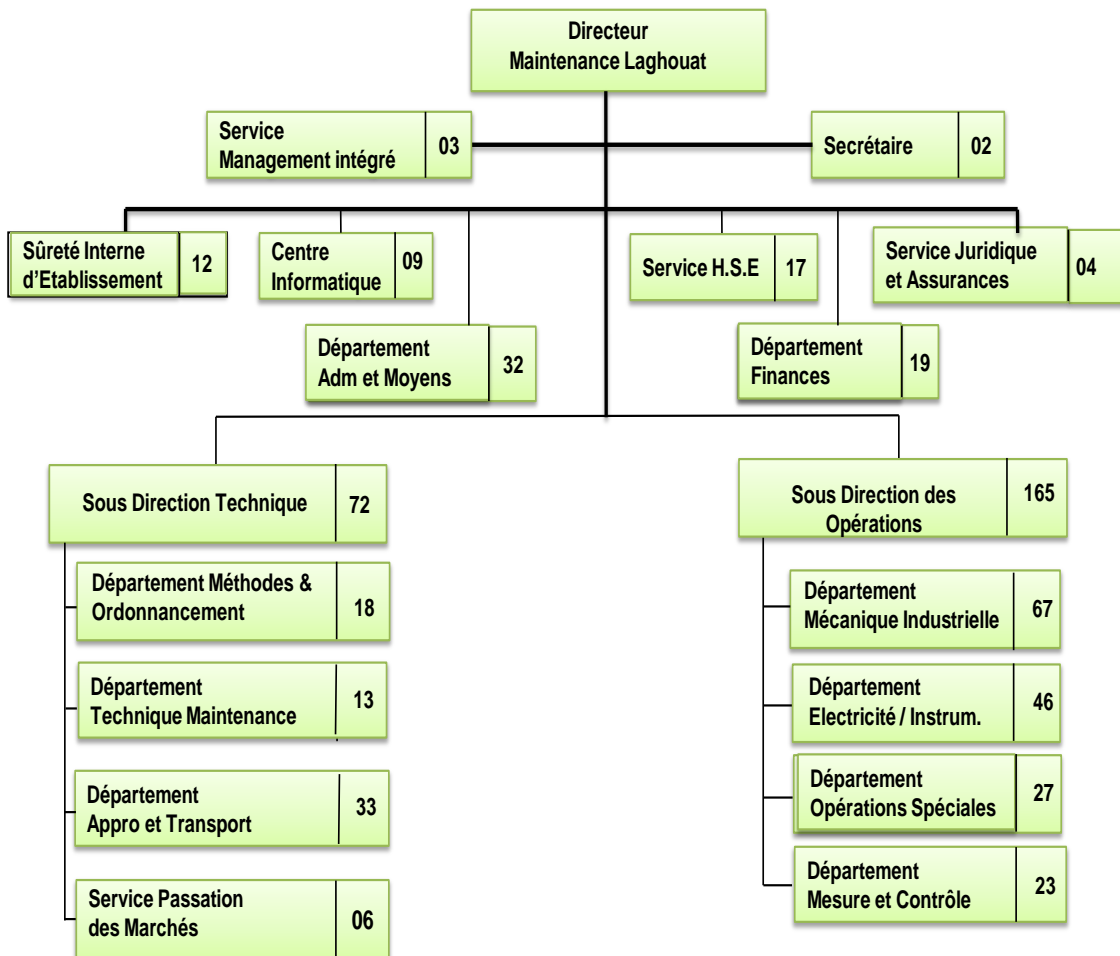 Directeur
Maintenance Laghouat
Service
Management intégré
03
Secrétaire
02
Sûreté Interne
d’Etablissement
12
Centre
Informatique
09
Service H.S.E
17
Service Juridique
et Assurances
04
Département
Adm et Moyens
32
Département
Finances
19
Sous Direction Technique
72
Département Méthodes &
Ordonnancement
18
Département
Technique Maintenance
13
Département
Appro et Transport
33
Service Passation
des Marchés
06
Sous Direction des
Opérations
165
Département
Mécanique Industrielle
67
Département
Electricité / Instrum.
46
Département
Opérations Spéciales
27
Département
Mesure et Contrôle
23